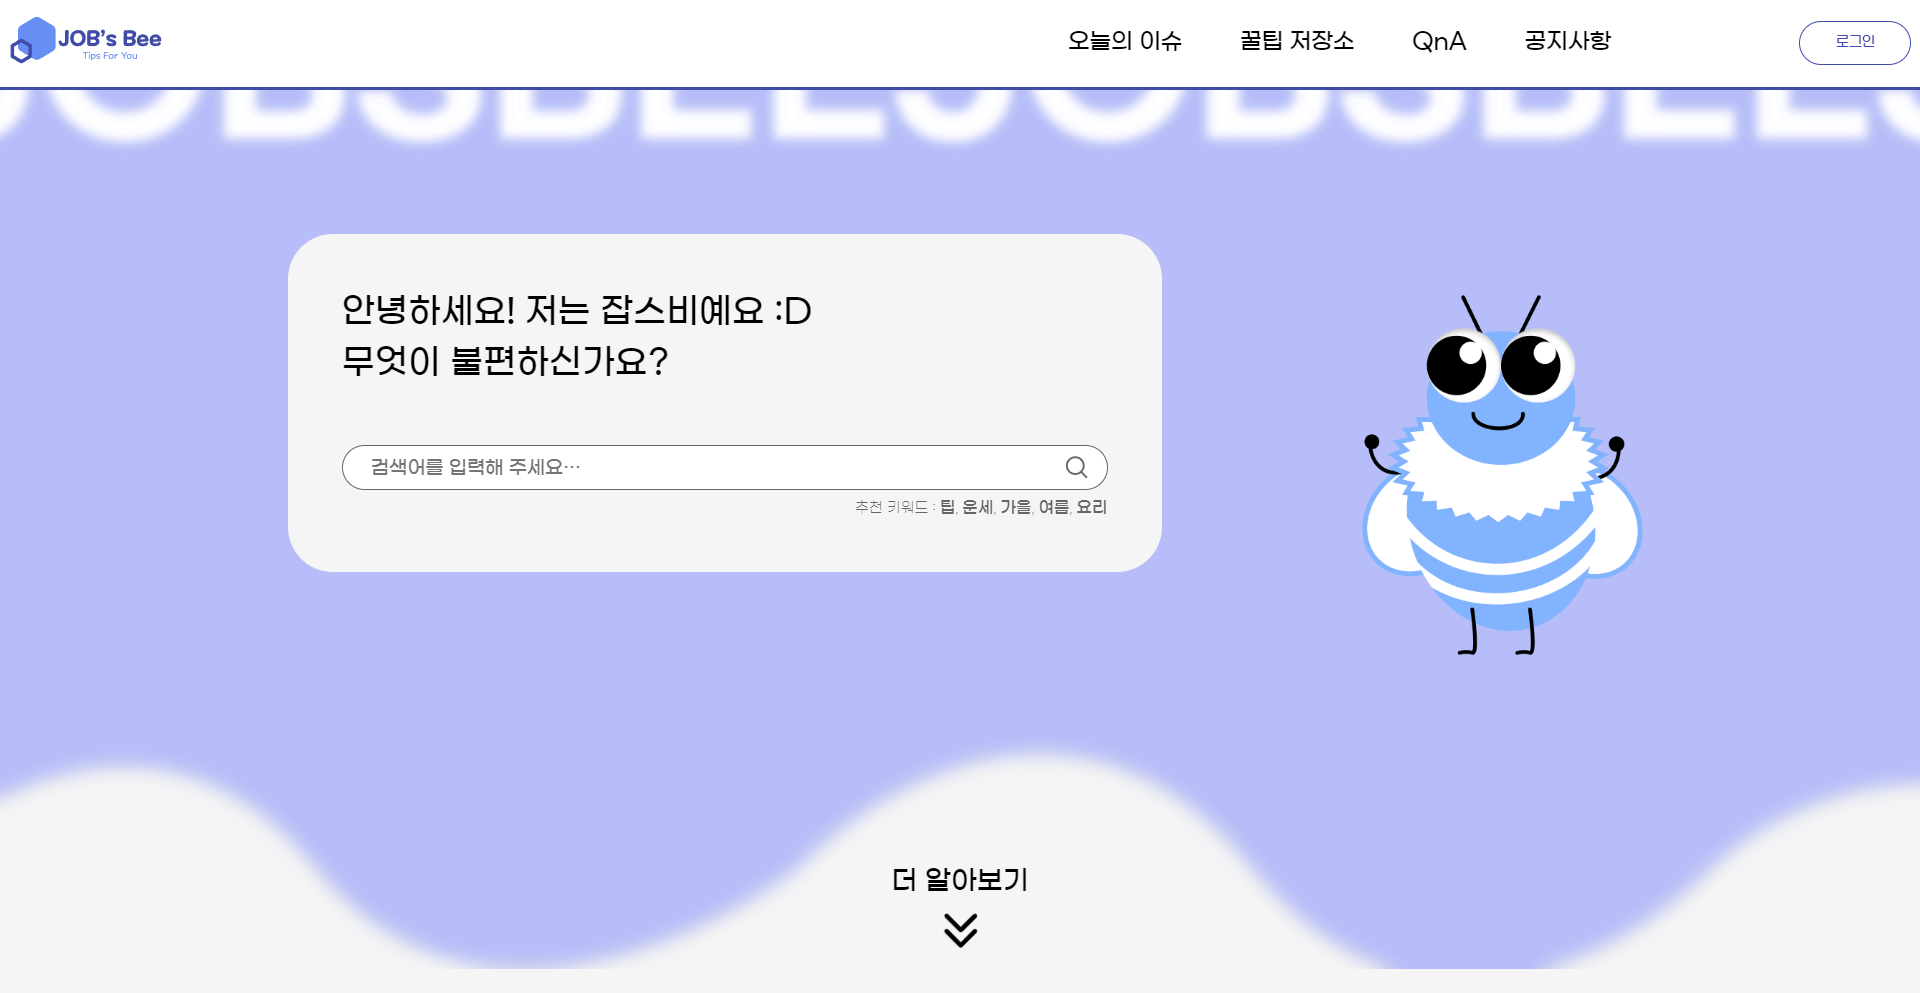 JOB's Bee
Tips For You
오늘의 이슈 꿀팁 저장소 QnA 공지사항 로그인
JOBSBEEJOBSBEE
안녕하세요! 저는 잡스비예요 :D
무엇이 불편하신가요?
검색어를 입력해 주세요...
추천 키워드 : 팁, 운세, 가을, 여름, 요리
더 알아보기